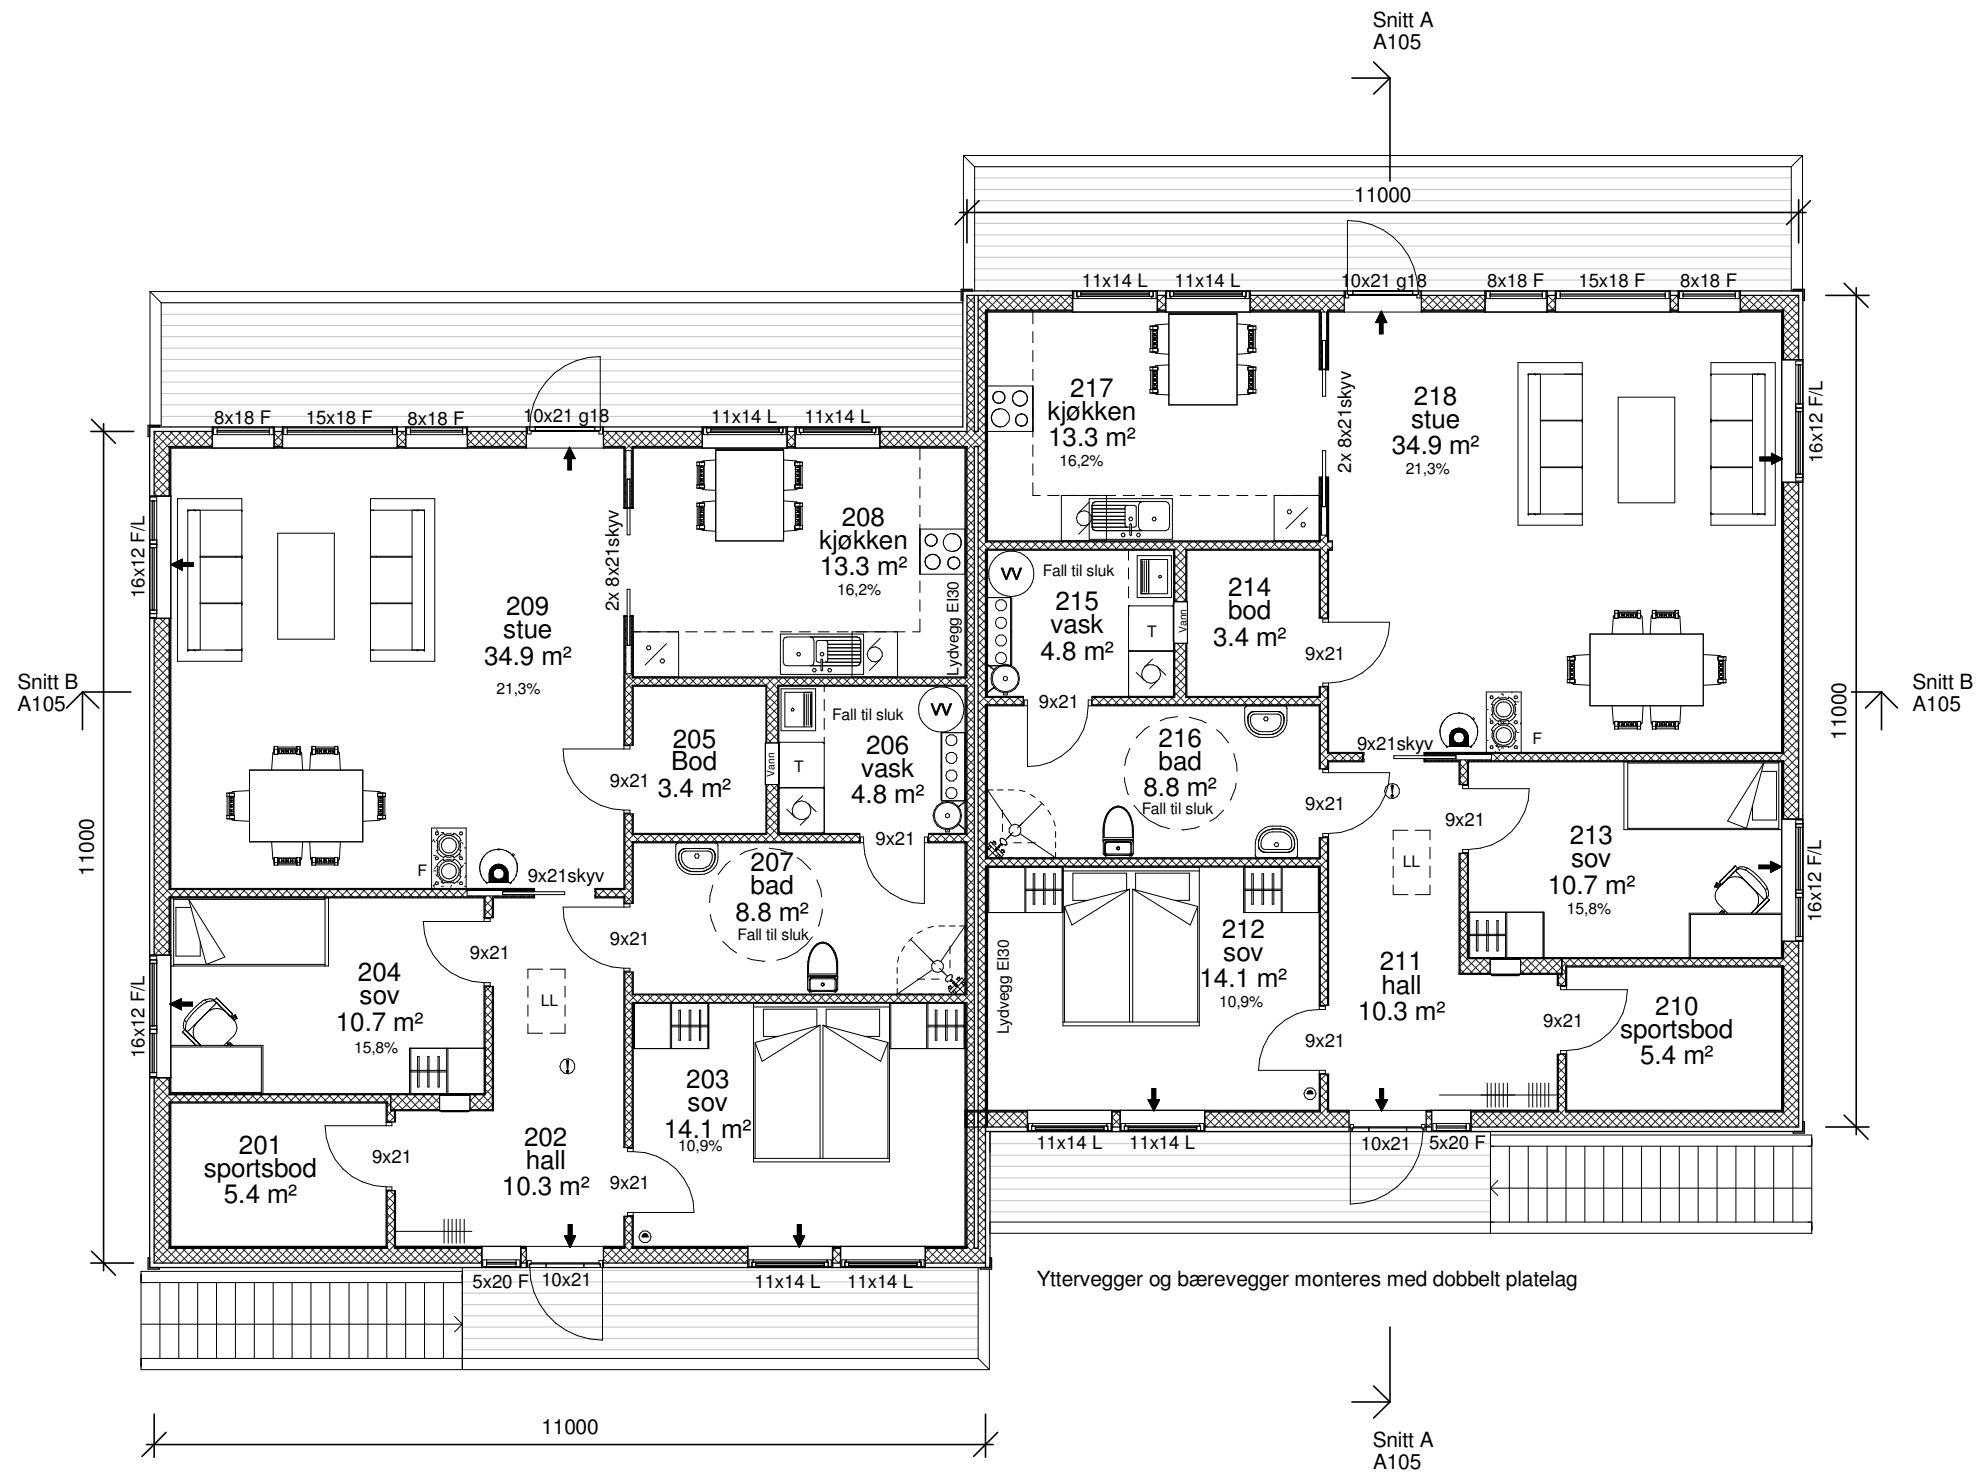 Snitt A
A105
11000
11x14 L
11x14 L
10x21 g18
8x18 F
15x18 F
8x18 F
8x18 F
15x18 F
8x18 F
10x21 g18
11x14 L
11x14 L
217
kjøkken
13.3 m²
16,2%
2x 8x21skyv
218
stue
34.9 m²
21,3%
16x12 F/L
16x12 F/L
209
stue
34.9 m²
21,3%
2x 8x21skyv
208
kjøkken
13.3 m²
16,2%
Lydvegg EI30
VV
Fall til sluk
215
vask
4.8 m²
T
Vann
214
bod
3.4 m²
9x21
9x21
Snitt B
A105
Snitt B
A105
11000
11000
205
Bod
3.4 m²
9x21
Vann
T
Fall til sluk
VV
206
vask
4.8 m²
9x21
216
bad
8.8 m²
Fall til sluk
9x21
9x21skyv
F
9x21
213
sov
10.7 m²
15,8%
16x12 F/L
LL
F
9x21skyv
207
bad
8.8 m²
Fall til sluk
9x21
9x21
204
sov
10.7 m²
15,8%
16x12 F/L
LL
Lydvegg EI30
212
sov
14.1 m²
10,9%
9x21
211
hall
10.3 m²
9x21
210
sportsbod
5.4 m²
203
sov
14.1 m²
10,9%
201
sportsbod
5.4 m²
9x21
202
hall
10.3 m²
9x21
11x14 L
11x14 L
10x21
5x20 F
5x20 F
10x21
11x14 L
11x14 L
Yttervegger og bærevegger monteres med dobbelt platelag
11000
Snitt A
A105